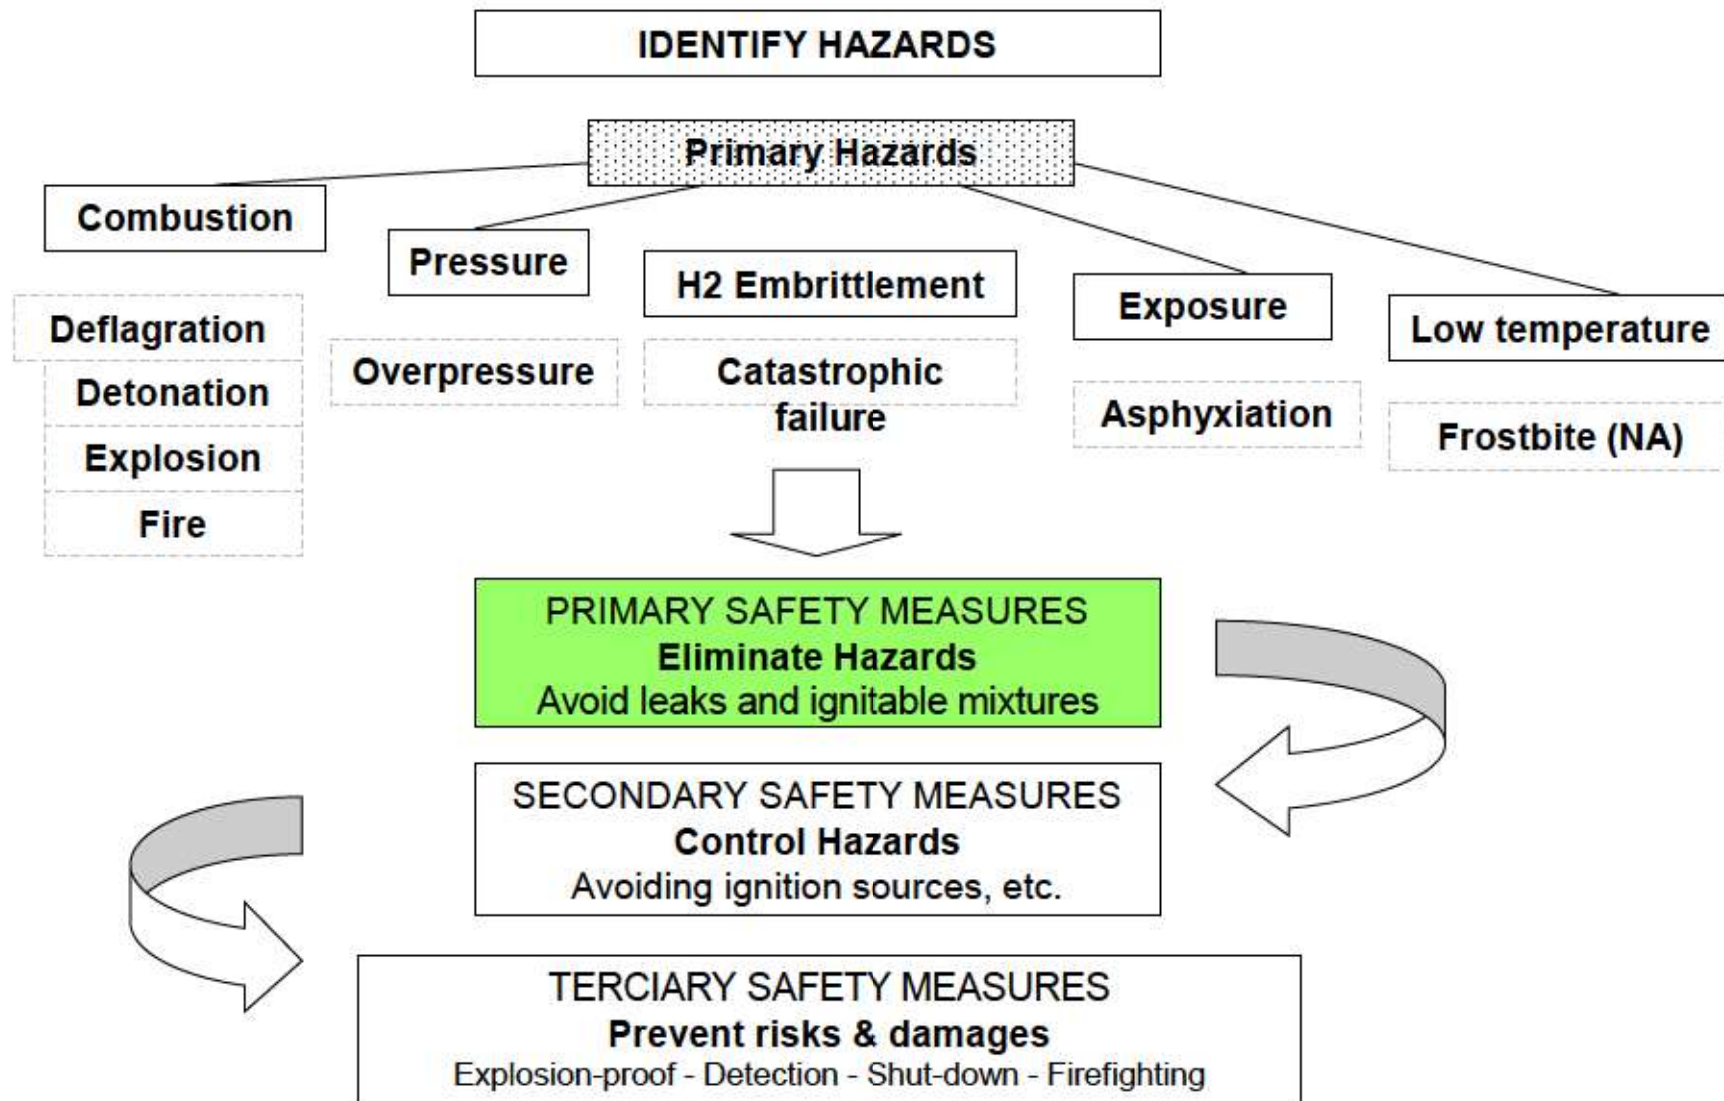 IDENTIFY HAZARDS
Primary Hazards
Combustion
Pressure
H2 Embrittlement
Exposure
Low temperature
Deflagration
Detonation
Explosion
Fire
Overpressure
Catastrophic
failure
Asphyxiation
Frostbite (NA)
PRIMARY SAFETY MEASURES
Eliminate Hazards
Avoid leaks and ignitable mixtures
SECONDARY SAFETY MEASURES
Control Hazards
Avoiding ignition sources, etc.
TERCIARY SAFETY MEASURES
Prevent risks & damages
Explosion-proof - Detection - Shut-down - Firefighting